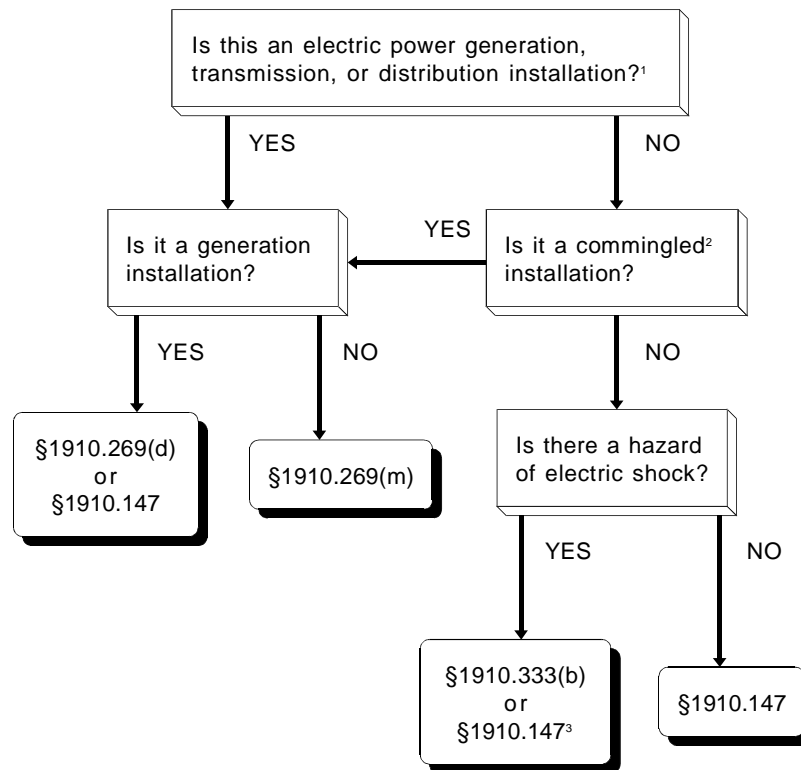 Is this an electric power generation,
transmission, or distribution installation?¹
YES
NO
Is it a generation
installation?
YES
Is it a commingled²
installation?
YES
NO
NO
§1910.269(d)
or
§1910.147
§1910.269(m)
Is there a hazard
of electric shock?
YES
NO
§1910.333(b)
or
§1910.147³
§1910.147